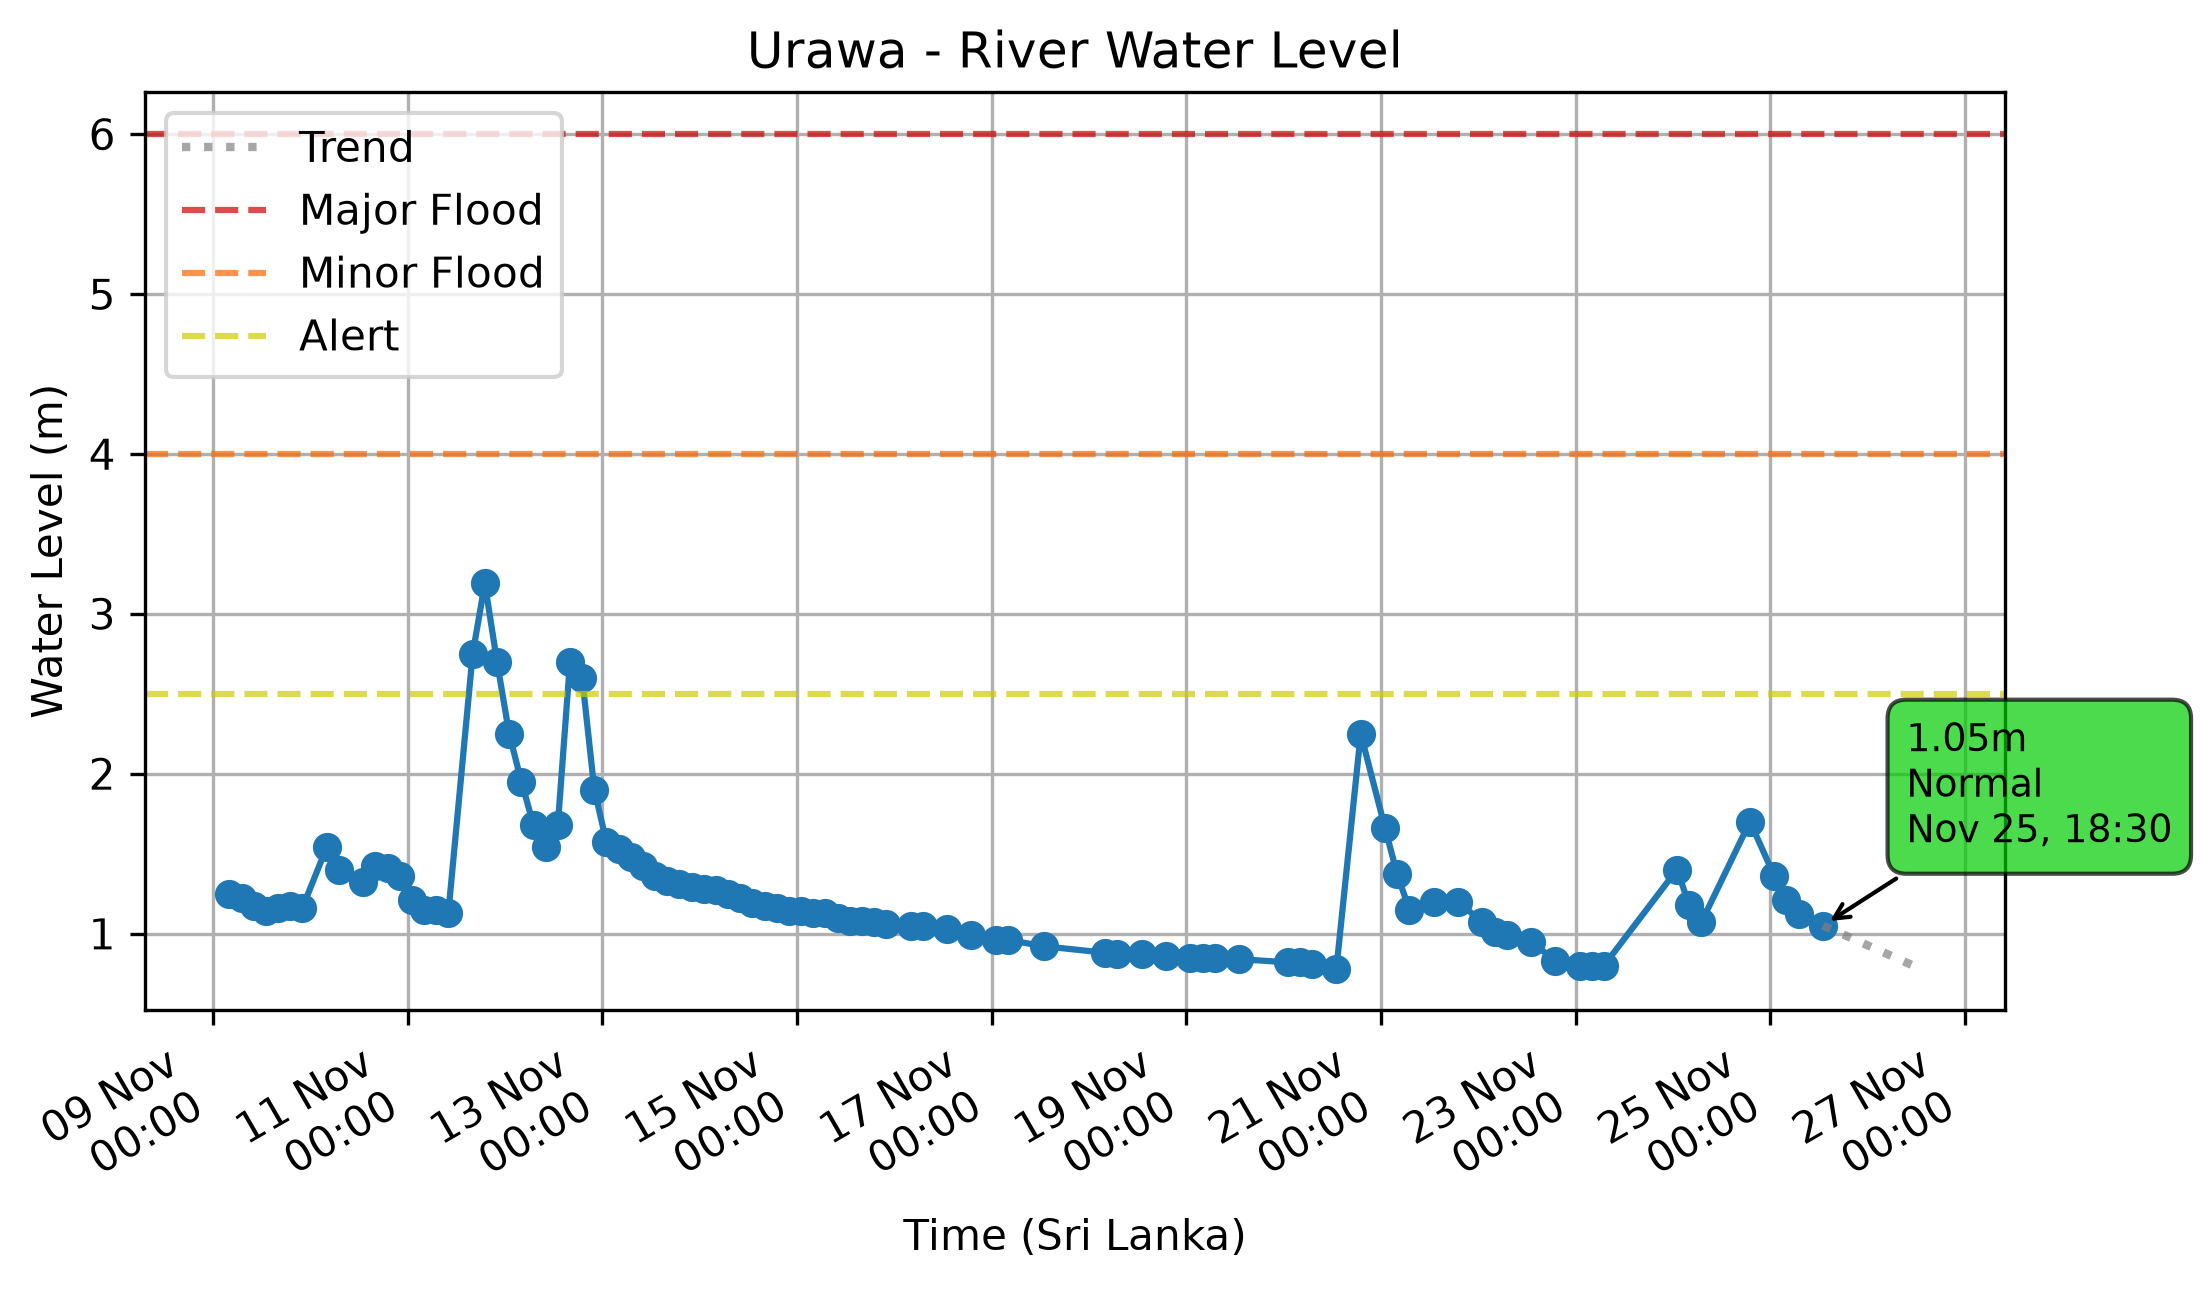 Urawa - River Water Level
Trend
Major Flood
Minor Flood
Alert
Water Level (m)
6
5
4
3
2
1
1.05m
Normal
Nov 25, 18:30
09 Nov
00:00
11 Nov
00:00
13 Nov
00:00
15 Nov
00:00
17 Nov
00:00
19 Nov
00:00
21 Nov
00:00
23 Nov
00:00
25 Nov
00:00
27 Nov
00:00
Time (Sri Lanka)